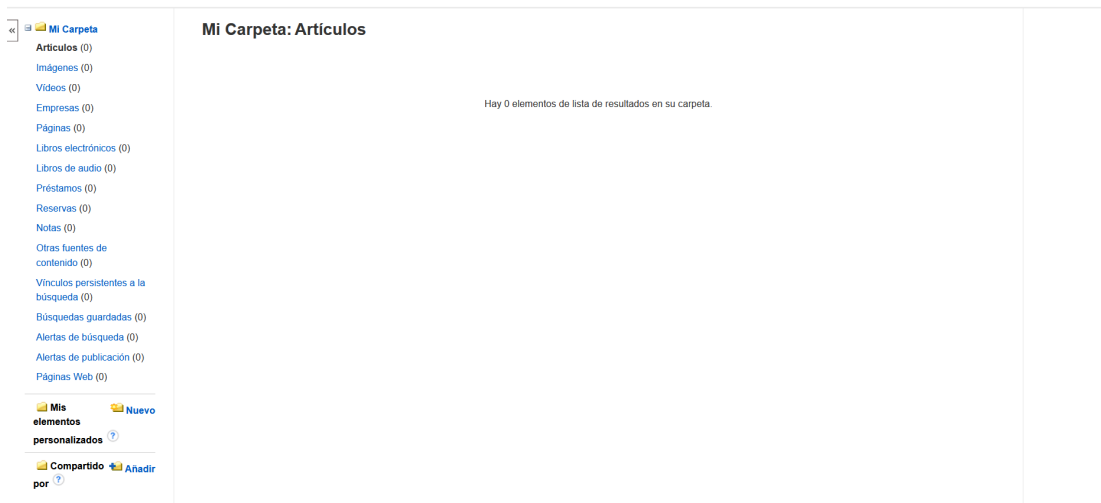 «
Mi Carpeta
Articulos (0)
Imágenes (0)
Vídeos (0)
Empresas (0)
Páginas (0)
Libros electrónicos (0)
Libros de audio (0)
Préstamos (0)
Reservas (0)
Notas (0)
Otras fuentes de
contenido (0)
Vínculos persistentes a la
búsqueda (0)
Búsquedas guardadas (0)
Alertas de búsqueda (0)
Alertas de publicación (0)
Páginas Web (0)
Mis Nuevo
elementos
personalizados ?
Compartido Añadir
por ?
Mi Carpeta: Artículos
Hay 0 elementos de lista de resultados en su carpeta.